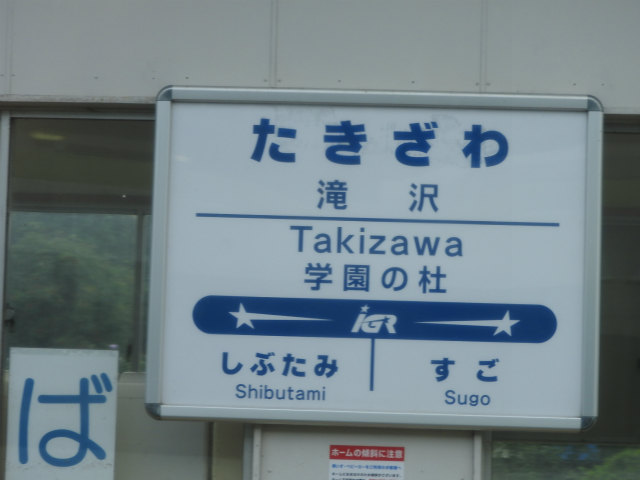 たきざわ
滝沢
Takizawa
学園の杜
IGR
しぶたみ すご
Shibutami Sugo
ば
ホームの傾斜に注意